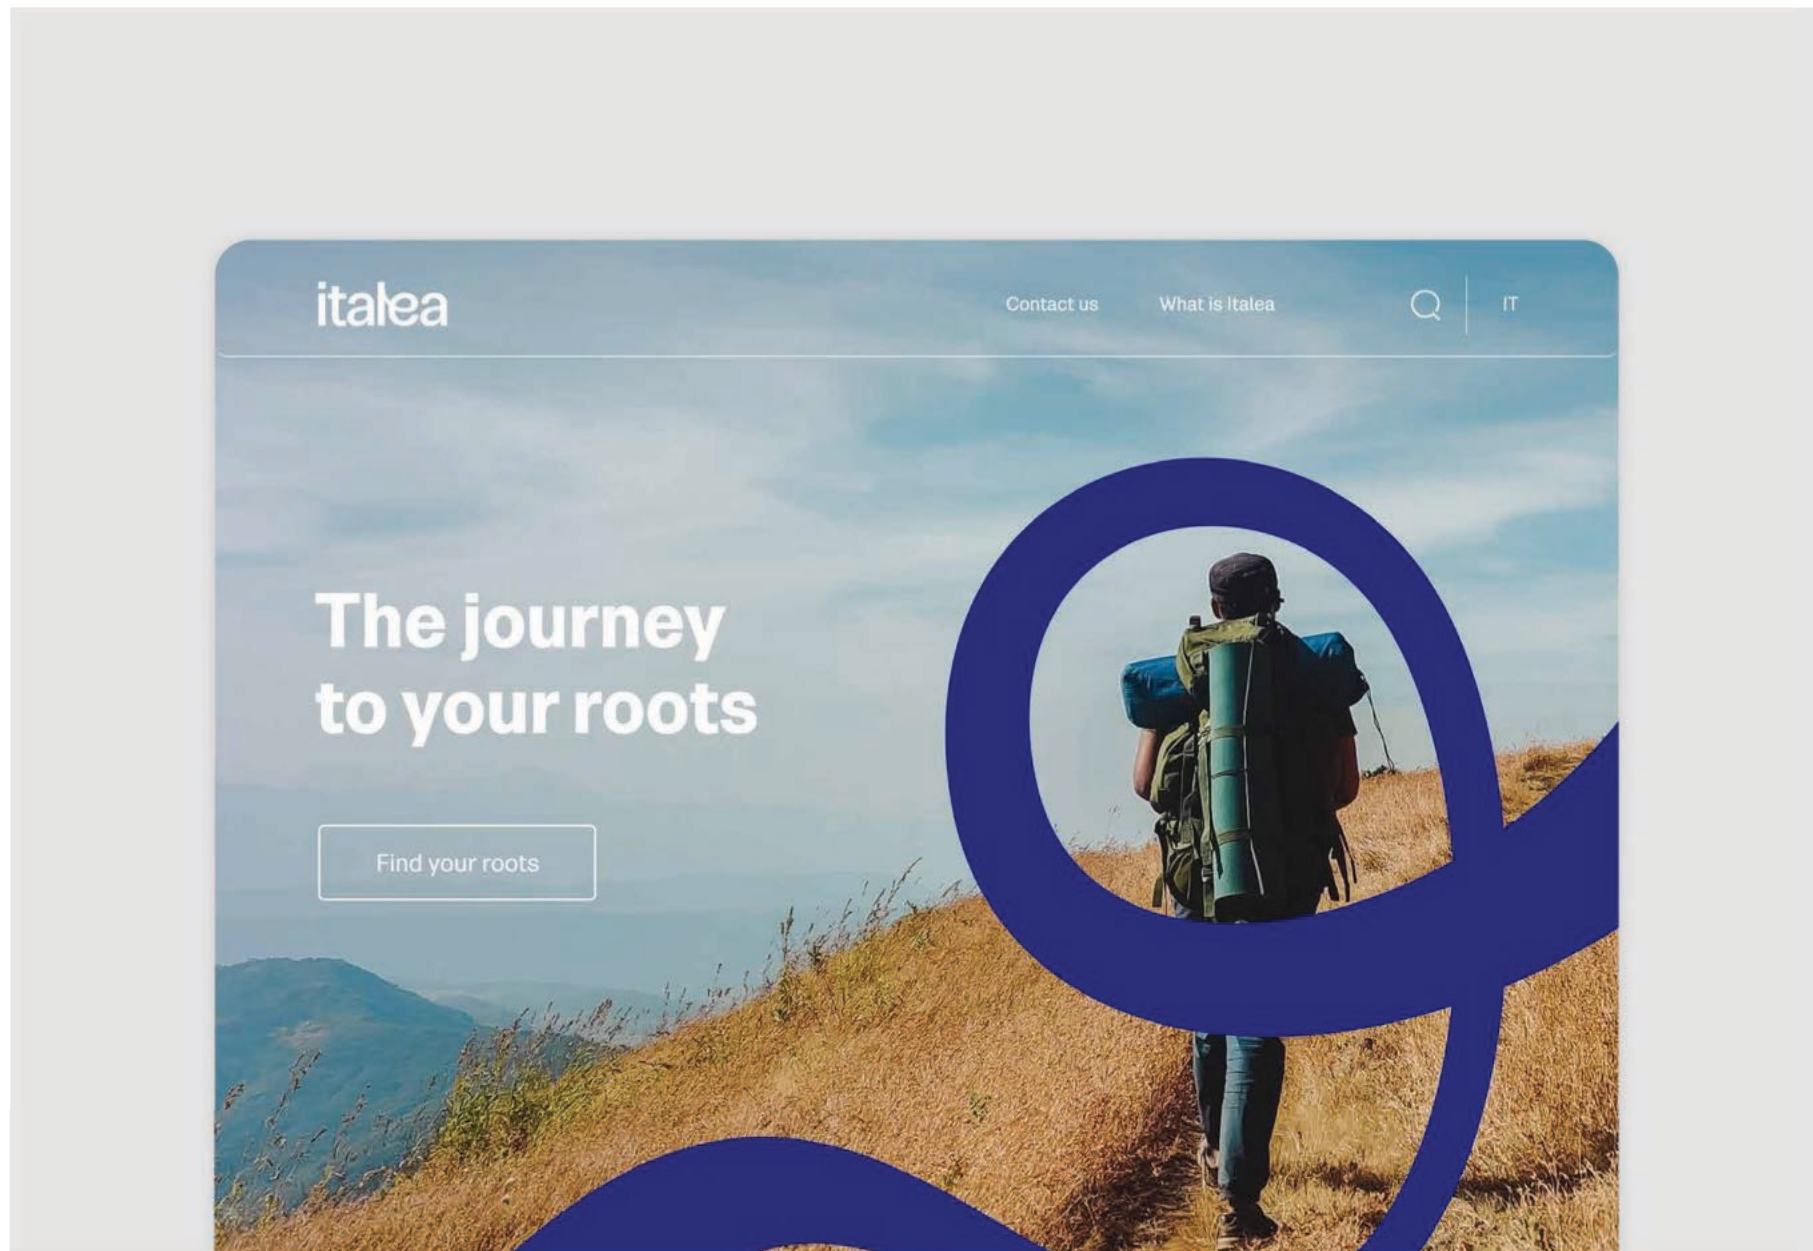 italea
Contact us
What is Italea
IT
The journey
to your roots
Find your roots